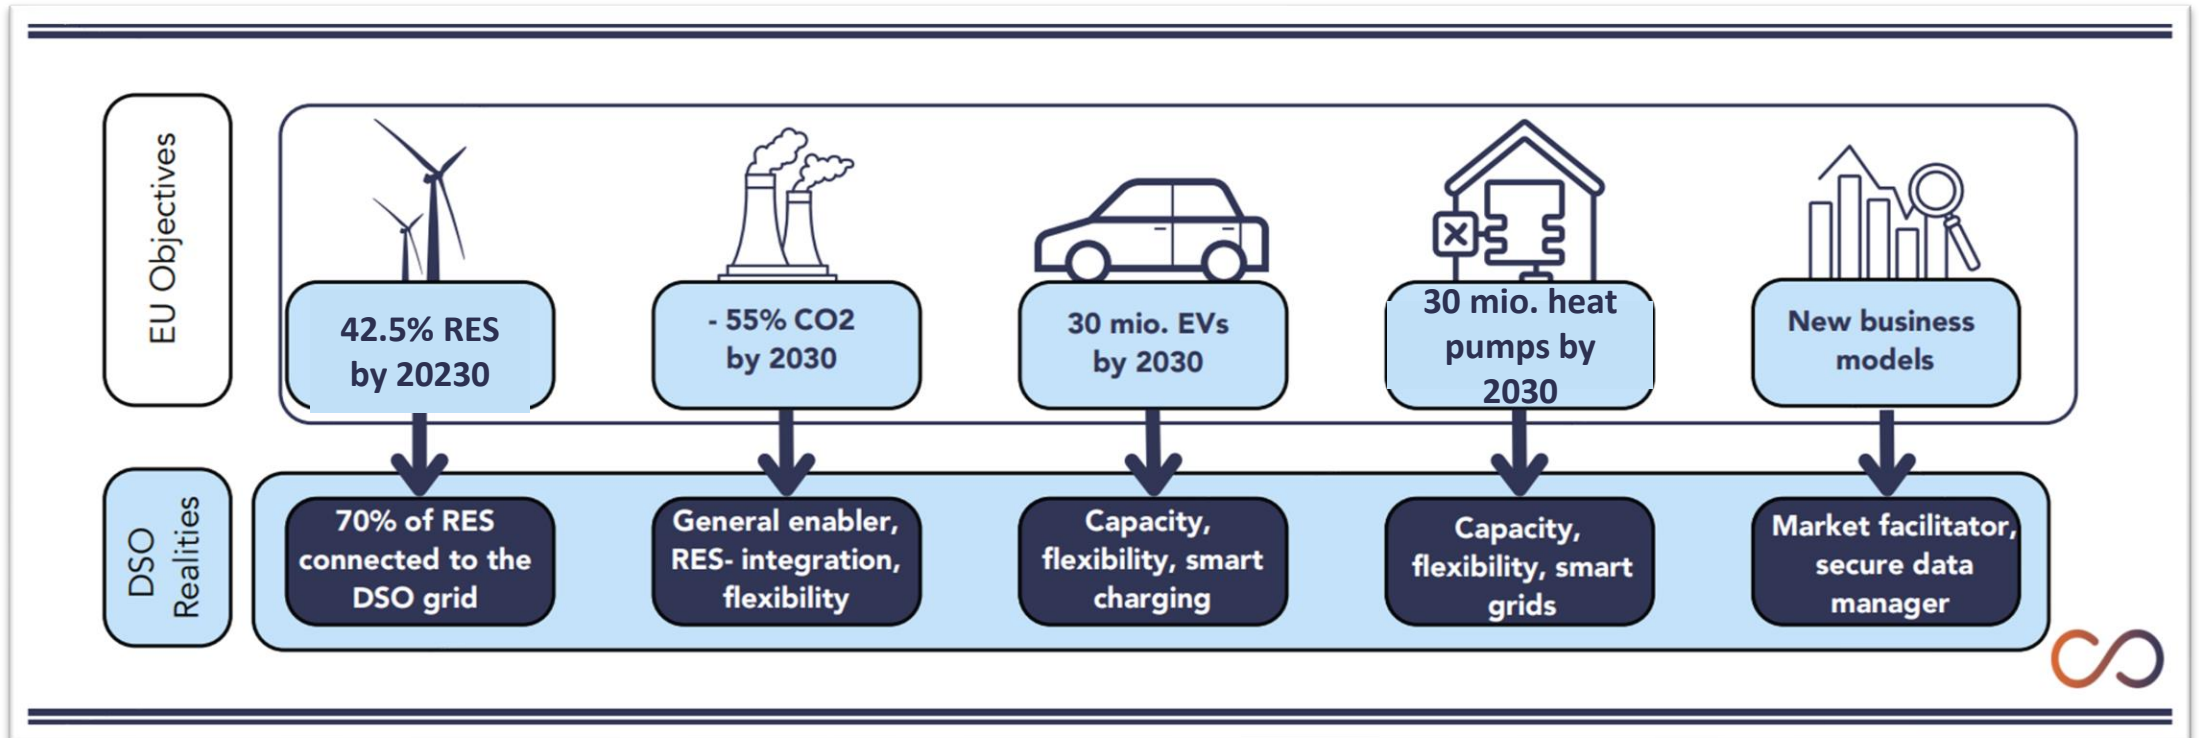 EU Objectives
42.5% RES
by 20230
- 55% CO2
by 2030
30 mio. EVs
by 2030
30 mio. heat
pumps by
2030
New business
models
DSO
Realities
70% of RES
connected to the
DSO grid
General enabler,
RES- integration,
flexibility
Capacity,
flexibility, smart
charging
Capacity,
flexibility, smart
grids
Market facilitator,
secure data
manager